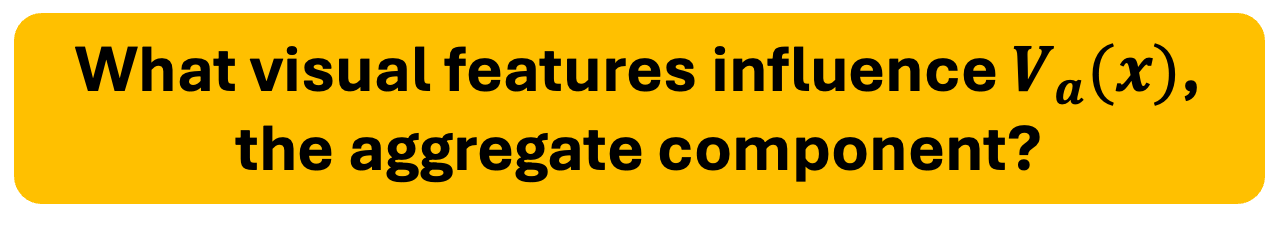 What visual features influence $V_a(x)$,
the aggregate component?